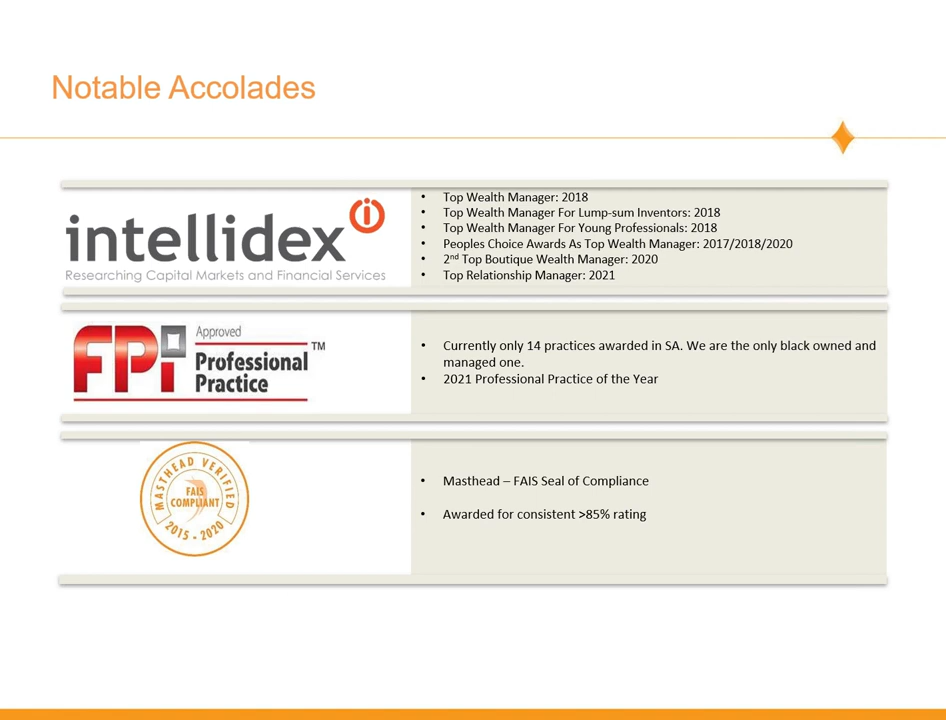 Notable Accolades
intellidex
Researching Capital Markets and Financial Services
• Top Wealth Manager: 2018
• Top Wealth Manager For Lump-sum Inventors: 2018
• Top Wealth Manager For Young Professionals: 2018
• Peoples Choice Awards As Top Wealth Manager: 2017/2018/2020
• 2nd Top Boutique Wealth Manager: 2020
• Top Relationship Manager: 2021
FPi Approved
Professional TM
Practice
• Currently only 14 practices awarded in SA. We are the only black owned and
managed one.
• 2021 Professional Practice of the Year
MASTHEAD VERIFIED
FAIS
COMPLIANT
2015 - 2020
• Masthead – FAIS Seal of Compliance
• Awarded for consistent >85% rating